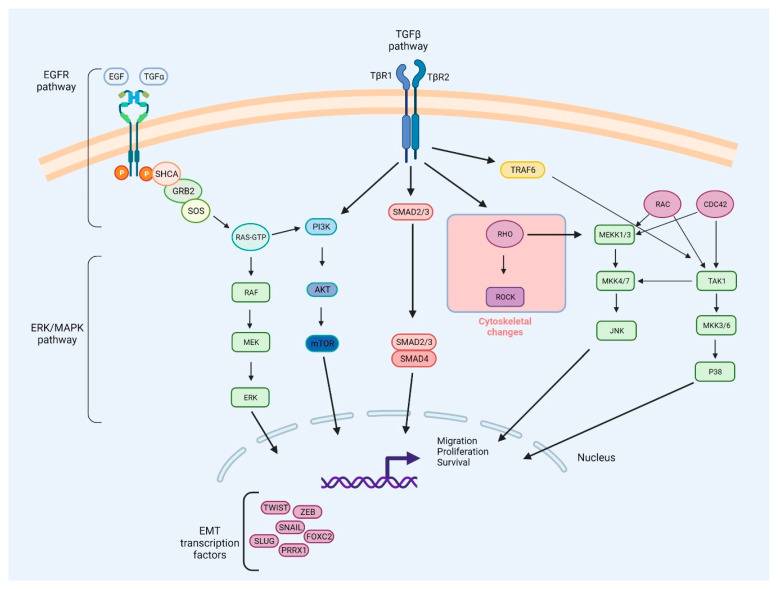 TGFβ
pathway
EGFR
pathway
EGF
TGFα
TβR1
TβR2
P
P
SHCA
GRB2
SOS
TRAF6
RAS-GTP
PI3K
SMAD2/3
RHO
MEKK1/3
RAC
CDC42
ERK/MAPK
pathway
RAF
AKT
ROCK
MKK4/7
TAK1
Cytoskeletal
changes
MEK
mTOR
SMAD2/3
SMAD4
JNK
MKK3/6
ERK
P38
Migration
Proliferation
Survival
Nucleus
EMT
transcription
factors
TWIST
ZEB
SNAIL
SLUG
FOXC2
PRRX1